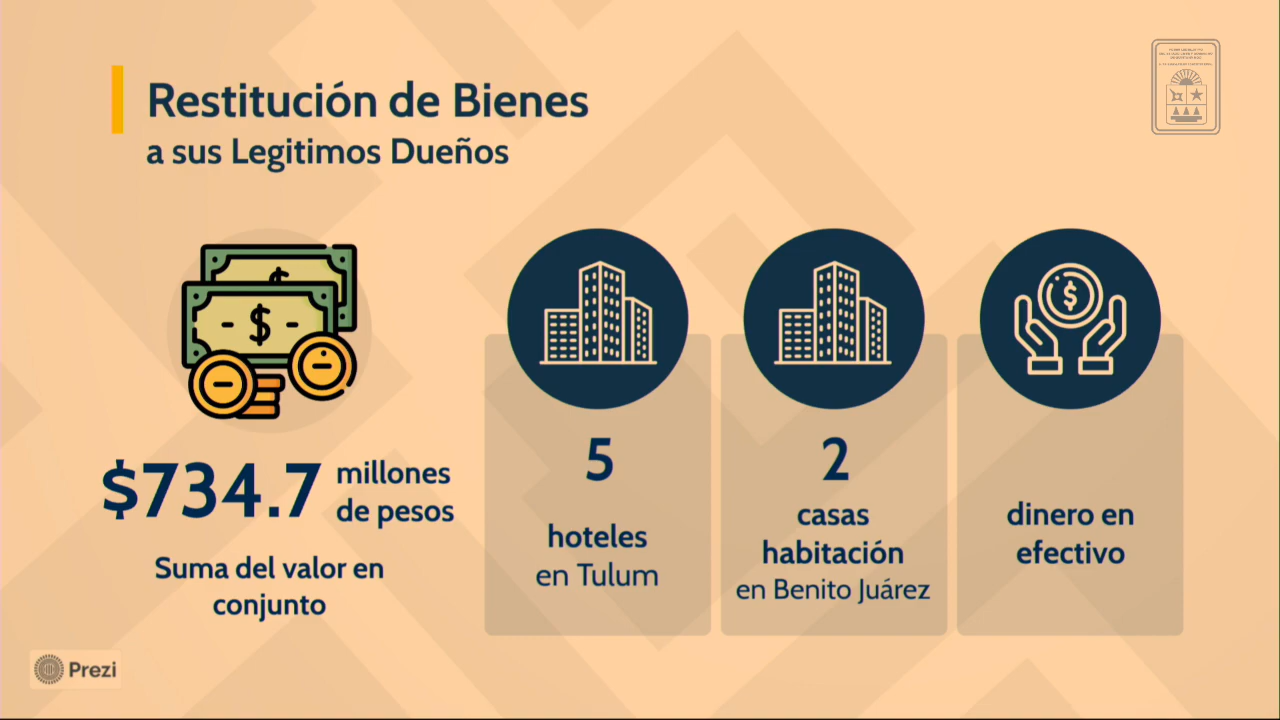 Restitución de Bienes
a sus Legitimos Dueños
$734.7 millones
de pesos
Suma del valor en
conjunto
5
hoteles
en Tulum
2
casas
habitación
en Benito Juárez
dinero en
efectivo
Prezi